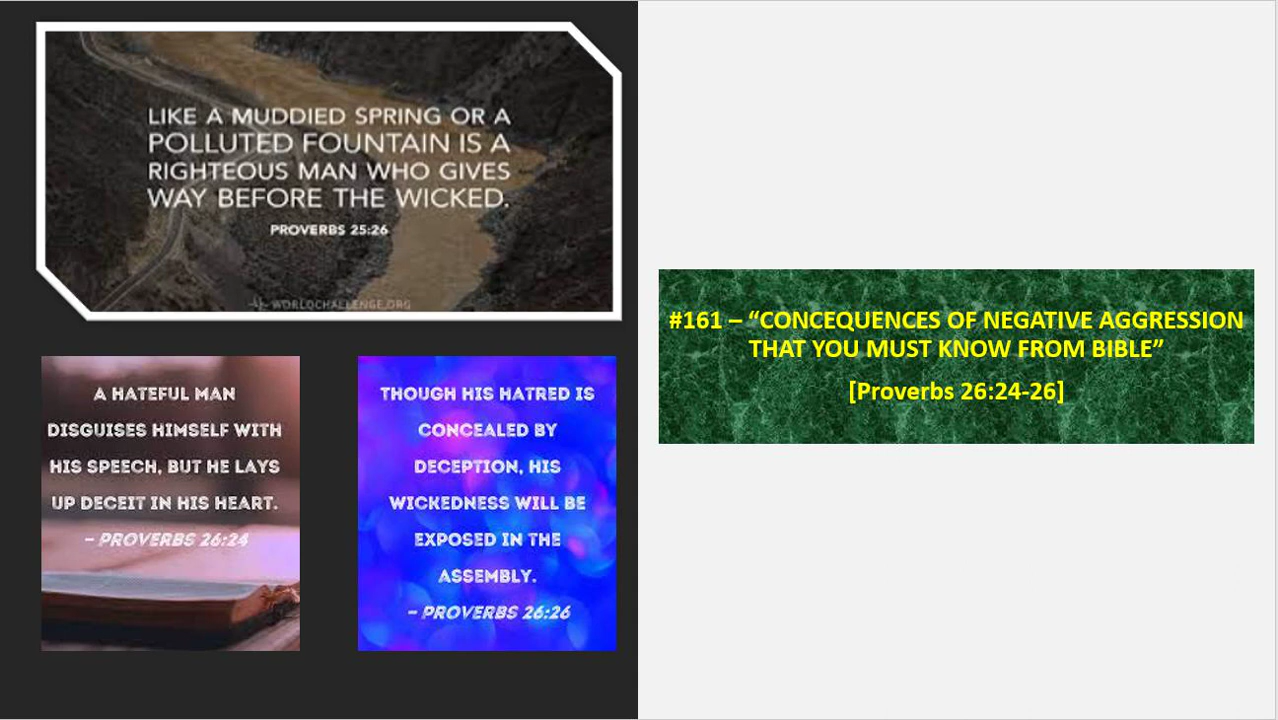 LIKE A MUDDIED SPRING OR A
POLLUTED FOUNTAIN IS A
RIGHTEOUS MAN WHO GIVES
WAY BEFORE THE WICKED.
PROVERBS 25:26
WORLDCHALLENGE.ORG
A HATEFUL MAN
DISGUISES HIMSELF WITH
HIS SPEECH, BUT HE LAYS
UP DECEIT IN HIS HEART.
– PROVERBS 26:24
THOUGH HIS HATRED IS
CONCEALED BY
DECEPTION, HIS
WICKEDNESS WILL BE
EXPOSED IN THE
ASSEMBLY.
– PROVERBS 26:26
#161 – “CONCEQUENCES OF NEGATIVE AGGRESSION
THAT YOU MUST KNOW FROM BIBLE”
[Proverbs 26:24-26]